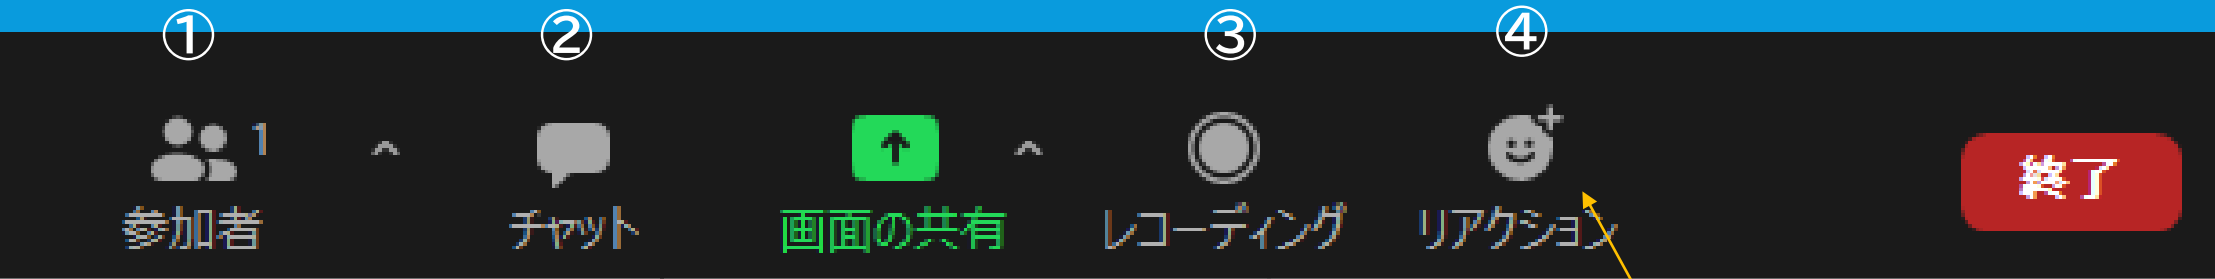 ① ② ③ ④
1
参加者 チャット 画面の共有 レコーディング リアクション 終了